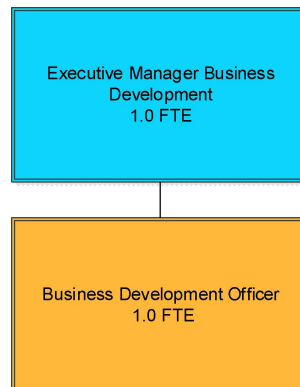 Executive Manager Business
Development
1.0 FTE
Business Development Officer
1.0 FTE